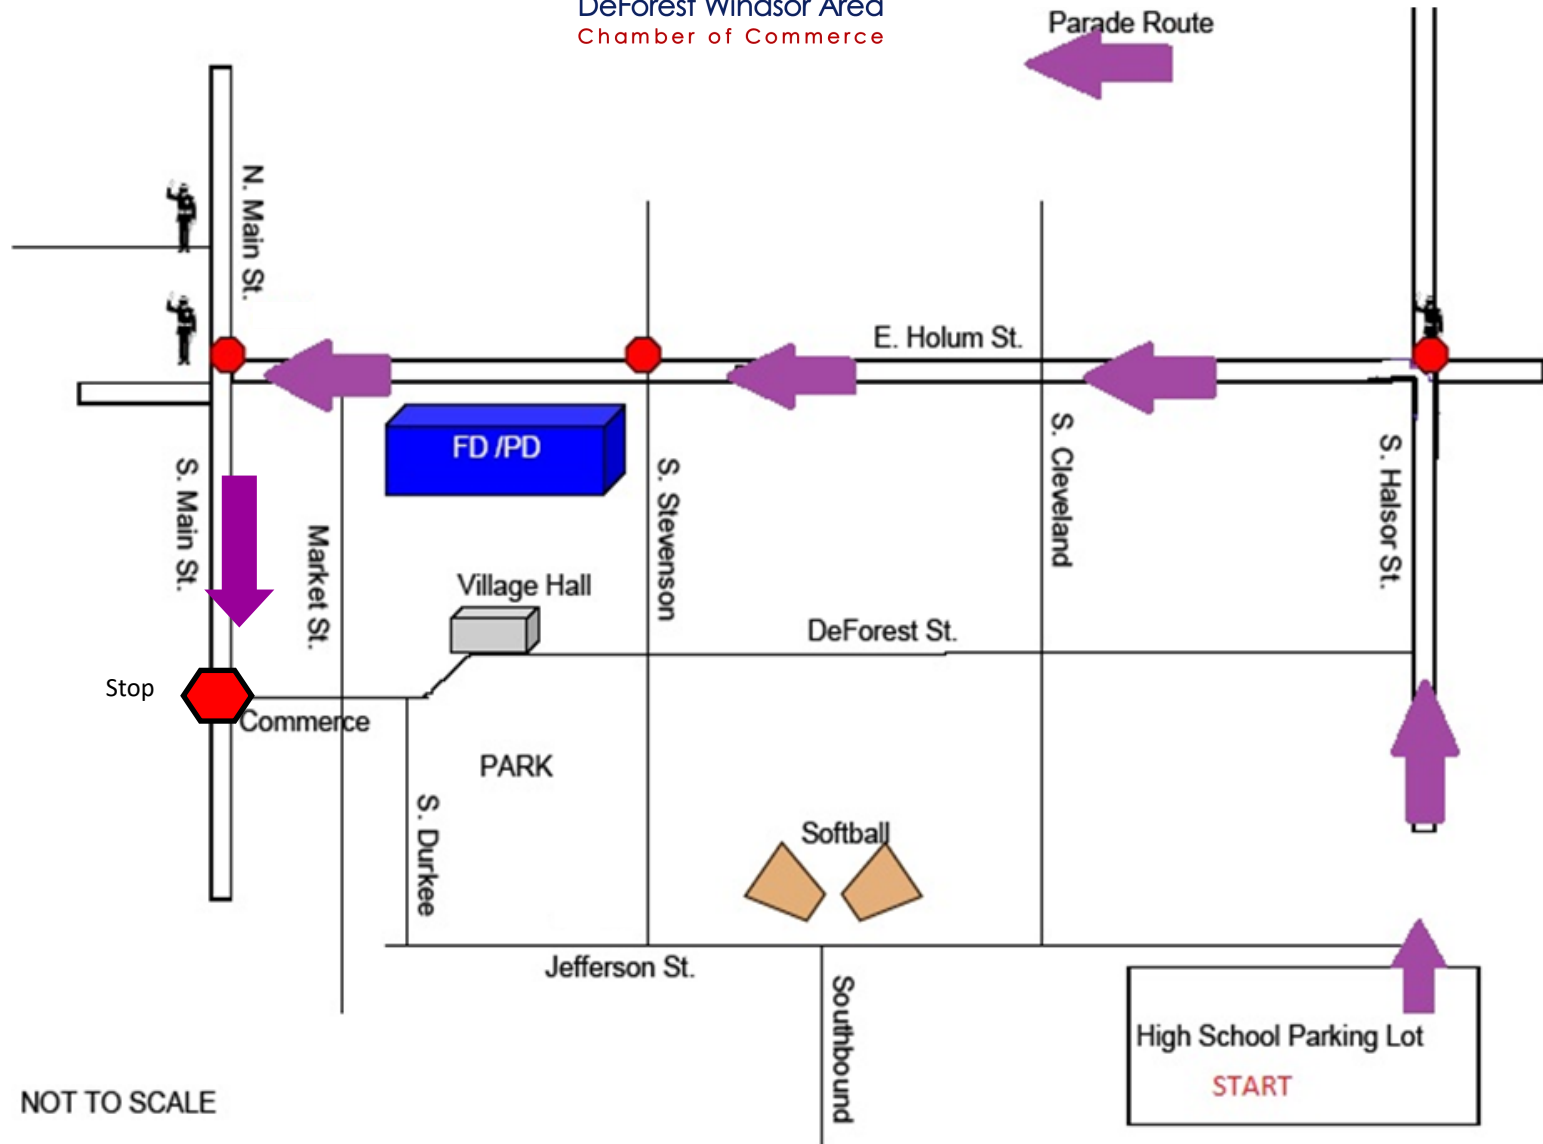 DeForest Windsor Area
Chamber of Commerce
Parade Route
N. Main St.
E. Holum St.
FD /PD
S. Main St.
Market St.
S. Stevenson
S. Cleveland
S. Halsor St.
Village Hall
DeForest St.
Stop
Commerce
PARK
S. Durkee
Softball
Jefferson St.
Southbound
High School Parking Lot
START
NOT TO SCALE